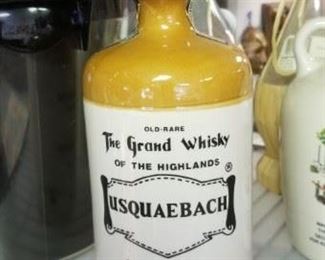 OLD-RARE
The Grand Whisky
OF THE HIGHLANDS ®
USQUAEBACH